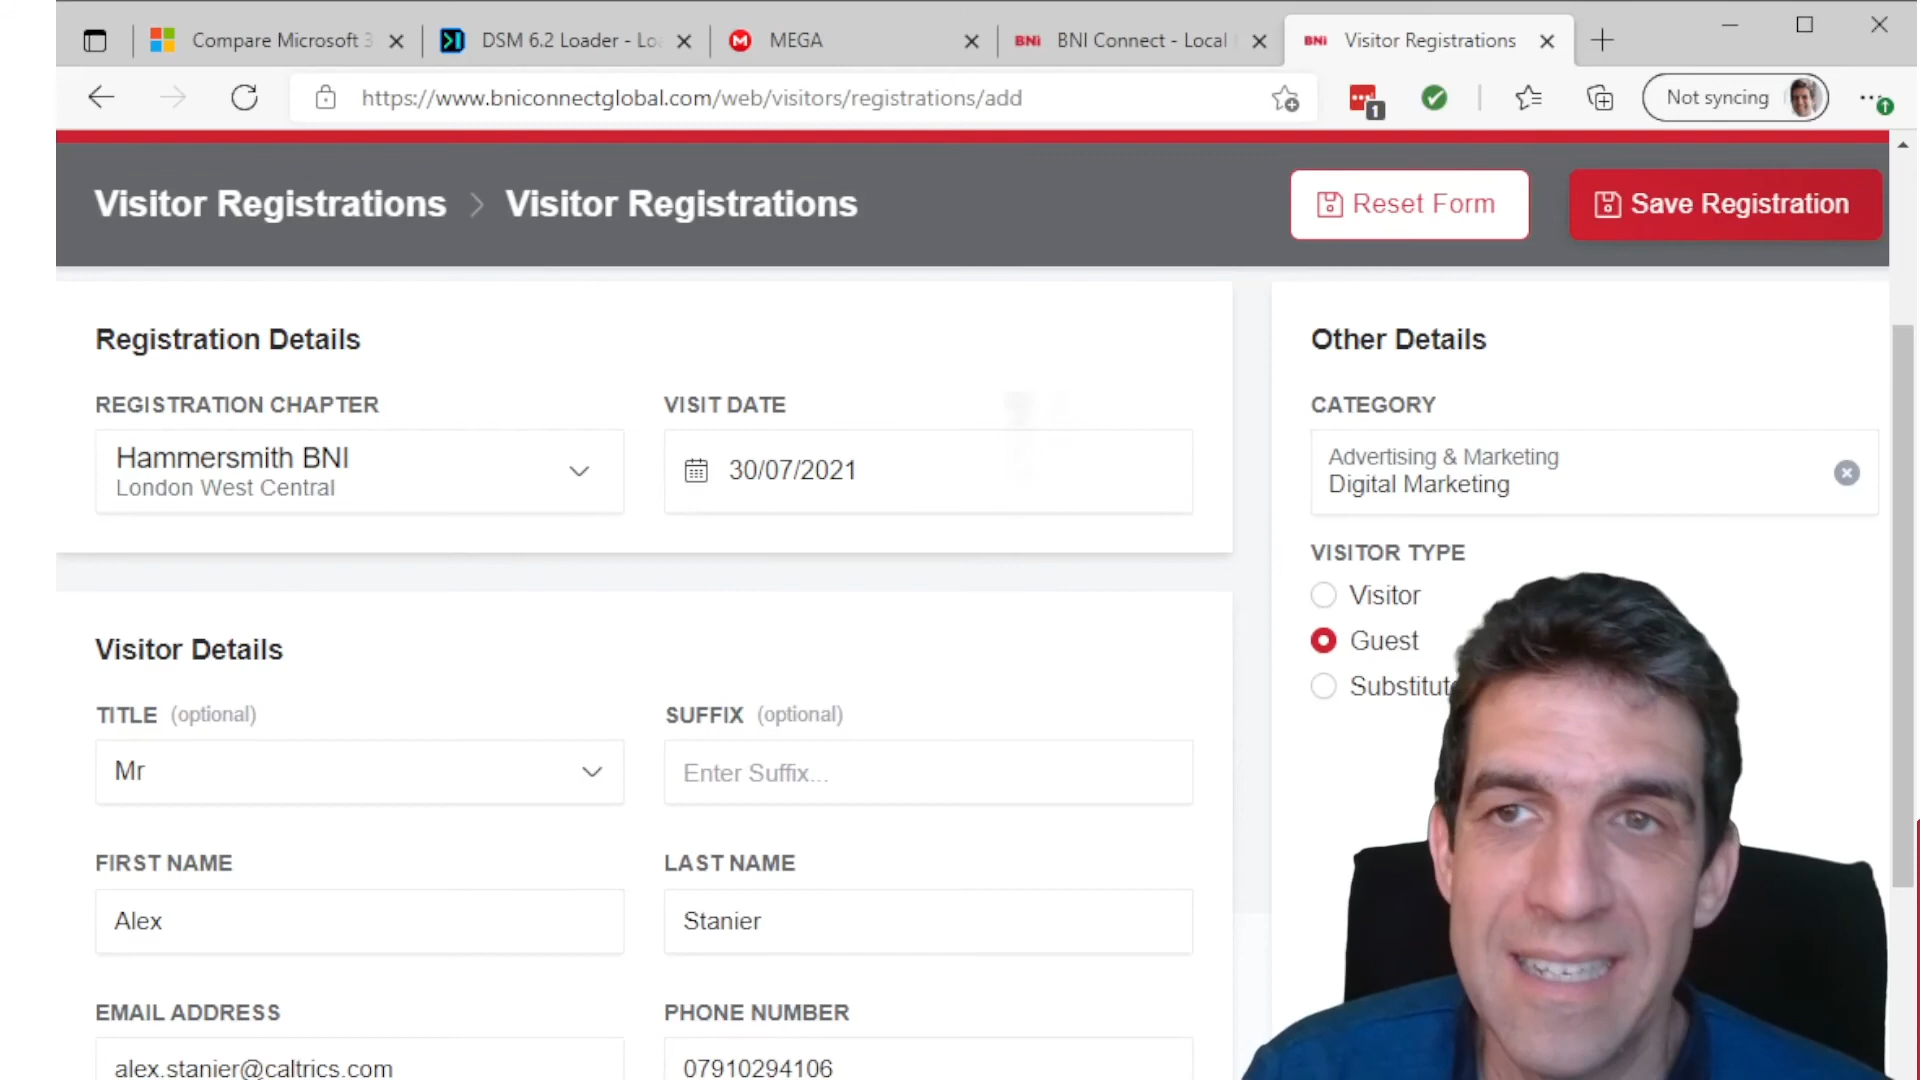 Compare Microsoft 3
DSM 6.2 Loader - Lo
MEGA
BNI
BNI Connect - Local
BNI
Visitor Registrations
https://www.bniconnectglobal.com/web/visitors/registrations/add
1
Not syncing
Visitor Registrations
Visitor Registrations
Reset Form
Save Registration
Registration Details
REGISTRATION CHAPTER
Hammersmith BNI
London West Central
VISIT DATE
30/07/2021
Other Details
CATEGORY
Advertising & Marketing
Digital Marketing
VISITOR TYPE
Visitor
Guest
Substitut
Visitor Details
TITLE (optional)
Mr
SUFFIX (optional)
Enter Suffix...
FIRST NAME
Alex
LAST NAME
Stanier
EMAIL ADDRESS
alex.stanier@caltrics.com
PHONE NUMBER
07910294106